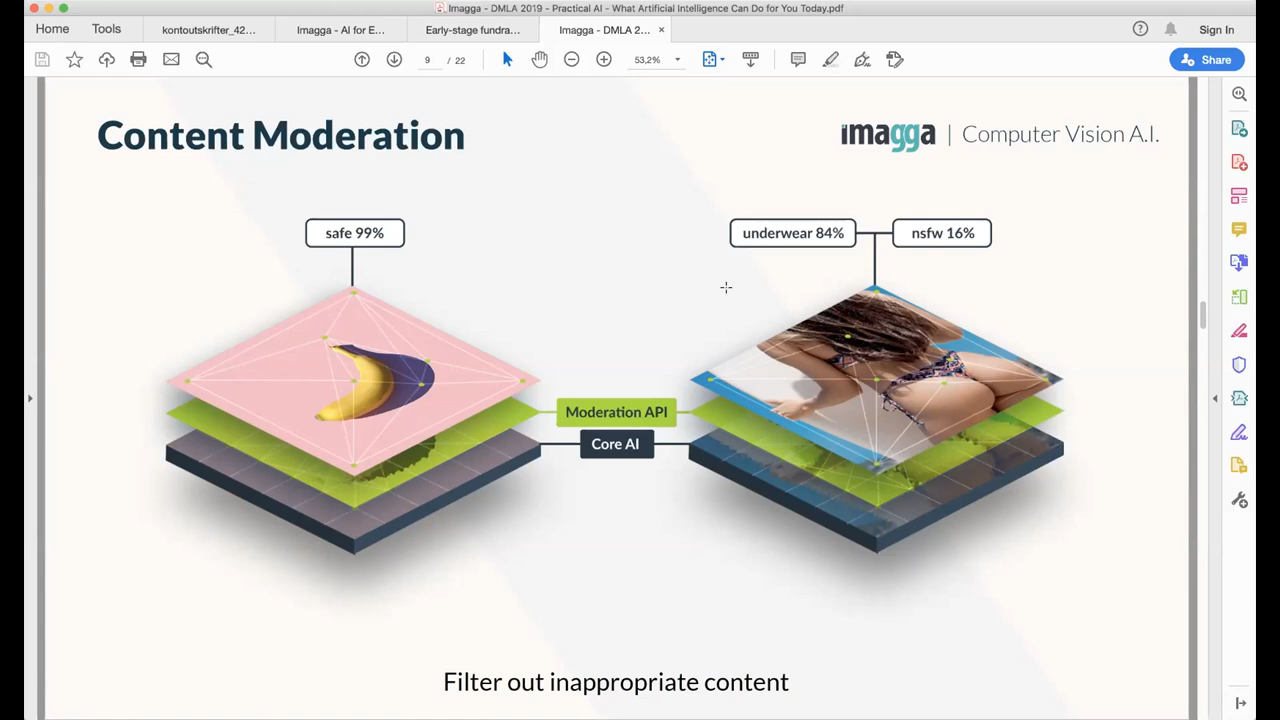 Imagga - DMLA 2019 - Practical AI - What Artificial Intelligence Can Do for You Today.pdf
Home
Tools
kontoutskrifter_42...
Imagga - AI for E...
Early-stage fundra...
Imagga - DMLA 2... ×
Sign In
9 / 22
53,2%
Share
Content Moderation
imagga | Computer Vision A.I.
safe 99%
underwear 84%
nsfw 16%
Moderation API
Core AI
Filter out inappropriate content